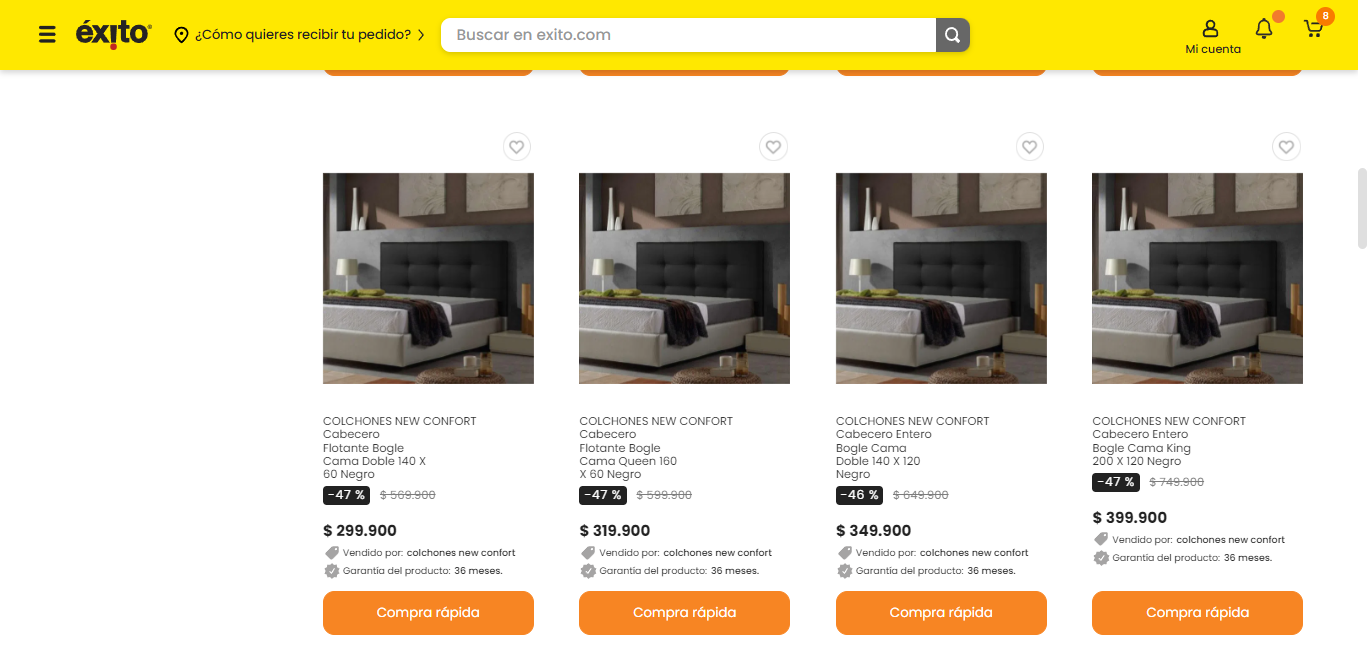 éxito
¿Cómo quieres recibir tu pedido?
Buscar en exito.com
Mi cuenta
8
COLCHONES NEW CONFORT
Cabecero
Flotante Bogle
Cama Doble 140 X
60 Negro
-47 % $ 569.900
$ 299.900
Vendido por: colchones new confort
Garantía del producto: 36 meses.
Compra rápida
COLCHONES NEW CONFORT
Cabecero
Flotante Bogle
Cama Queen 160
X 60 Negro
-47 % $ 599.900
$ 319.900
Vendido por: colchones new confort
Garantía del producto: 36 meses.
Compra rápida
COLCHONES NEW CONFORT
Cabecero Entero
Bogle Cama
Doble 140 X 120
Negro
-46 % $ 649.900
$ 349.900
Vendido por: colchones new confort
Garantía del producto: 36 meses.
Compra rápida
COLCHONES NEW CONFORT
Cabecero Entero
Bogle Cama King
200 X 120 Negro
-47 % $ 749.900
$ 399.900
Vendido por: colchones new confort
Garantía del producto: 36 meses.
Compra rápida